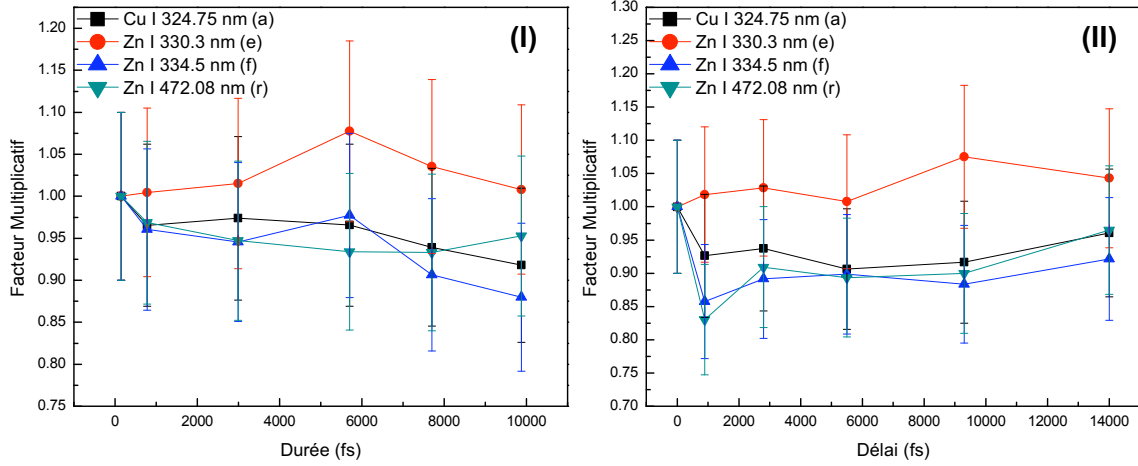 Cu I 324.75 nm (a)
Zn I 330.3 nm (e)
Zn I 334.5 nm (f)
Zn I 472.08 nm (r)
(I)
1.20
1.15
1.10
1.05
1.00
0.95
0.90
0.85
0.80
0.75
Facteur Multiplicatif
0 2000 4000 6000 8000 10000
Durée (fs)
Cu I 324.75 nm (a)
Zn I 330.3 nm (e)
Zn I 334.5 nm (f)
Zn I 472.08 nm (r)
(II)
1.30
1.25
1.20
1.15
1.10
1.05
1.00
0.95
0.90
0.85
0.80
0.75
0.70
Facteur Multiplicatif
0 2000 4000 6000 8000 10000 12000 14000
Délai (fs)